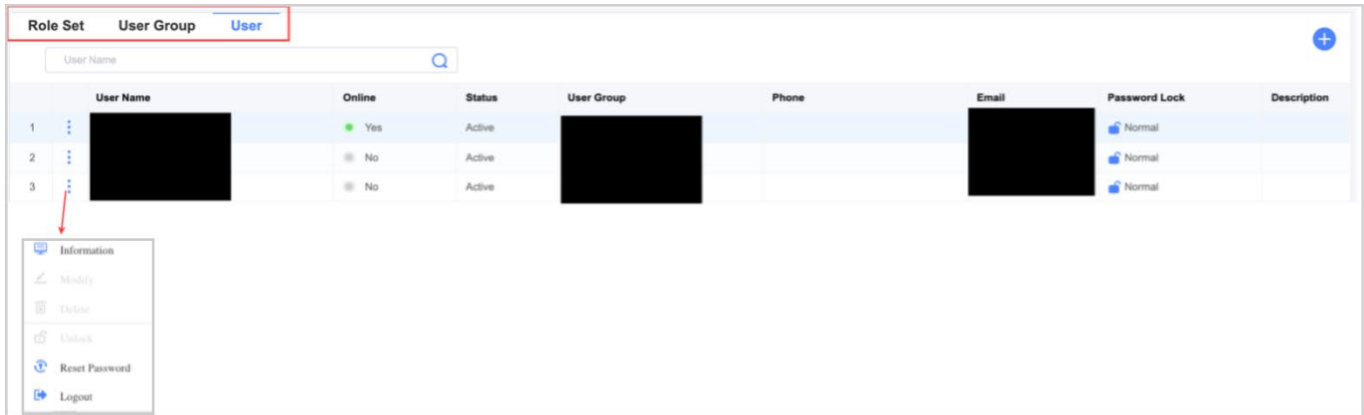 Role Set User Group User
User Name
User Name Online Status User Group Phone Email Password Lock Description
1 Yes Active Normal
2 No Active Normal
3 No Active Normal
Information
Modify
Delete
Unlock
Reset Password
Logout